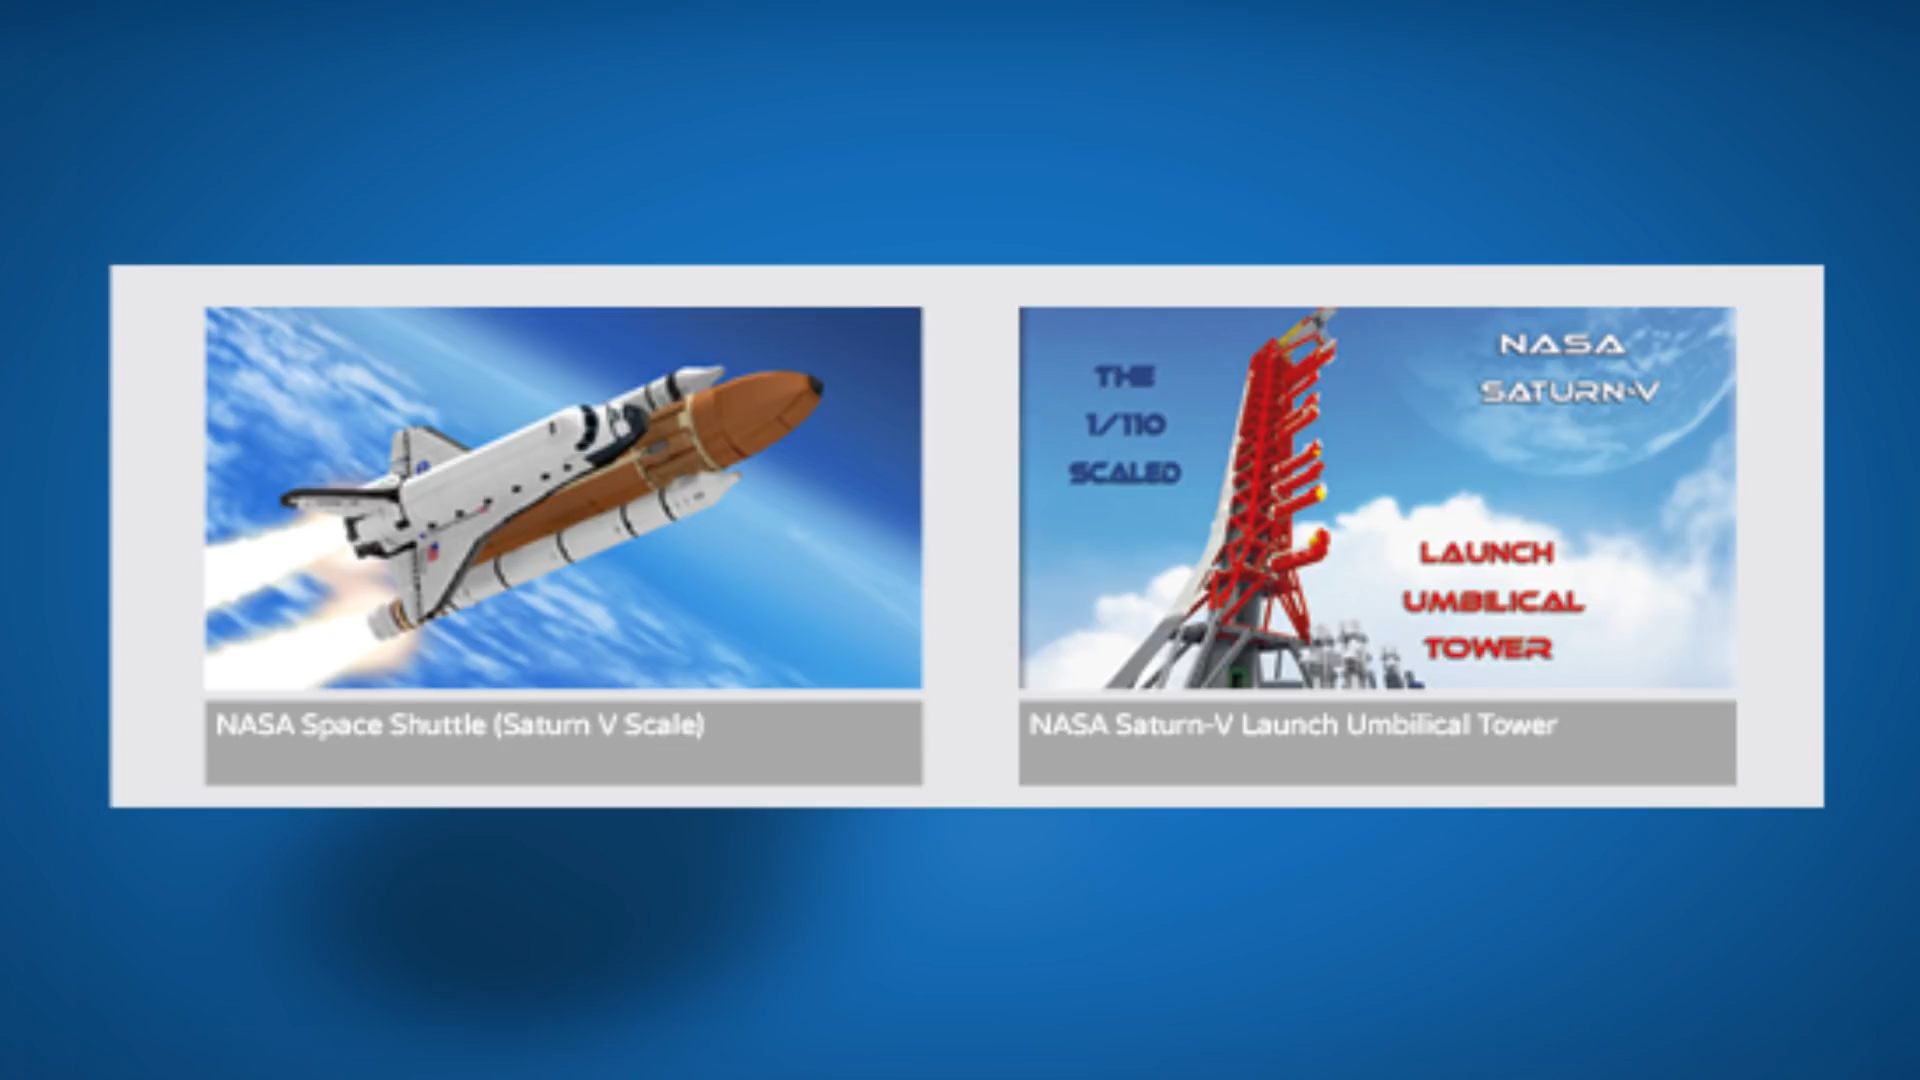 THE
1/110
SCALED
NASA
SATURN-V
LAUNCH
UMBILICAL
TOWER
NASA Space Shuttle (Saturn V Scale)
NASA Saturn-V Launch Umbilical Tower